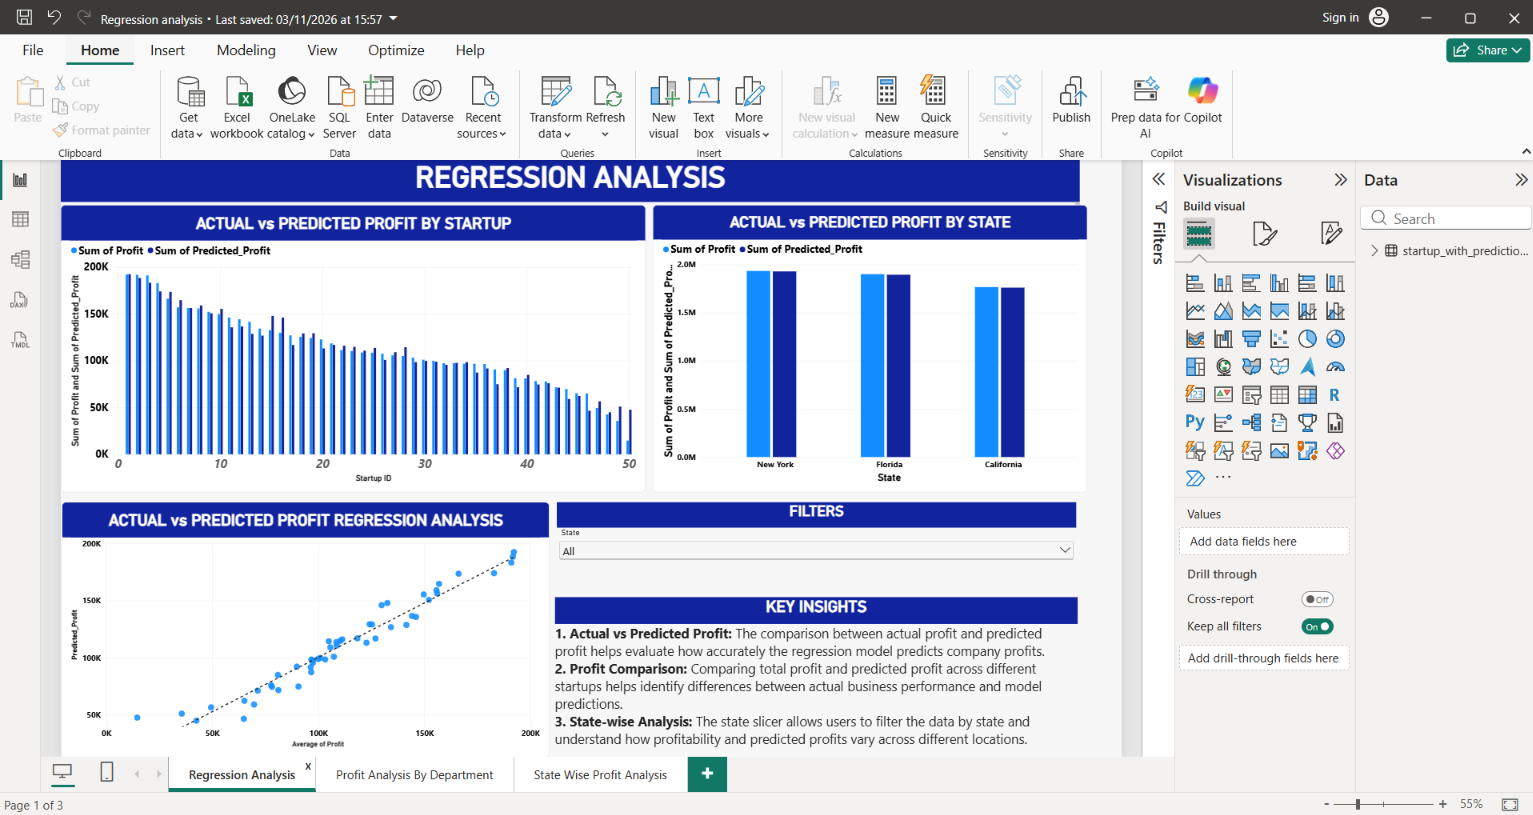 Regression analysis • Last saved: 03/11/2026 at 15:57
Sign in
File Home Insert Modeling View Optimize Help
Share
Paste
Cut
Copy
Format painter
Clipboard
Get data
Excel workbook
OneLake catalog
SQL Server
Enter data
Dataverse
Recent sources
Data
Transform data
Refresh
Queries
New visual
Text box
More visuals
Insert
New visual calculation
New measure
Quick measure
Calculations
Sensitivity
Sensitivity
Publish
Share
Prep data for AI
Copilot
Copilot
REGRESSION ANALYSIS
ACTUAL vs PREDICTED PROFIT BY STARTUP
Sum of Profit Sum of Predicted_Profit
Sum of Profit and Sum of Predicted_Profit
200K
150K
100K
50K
0K
0 10 20 30 40 50
Startup ID
ACTUAL vs PREDICTED PROFIT BY STATE
Sum of Profit Sum of Predicted_Profit
Sum of Profit and Sum of Predicted_Pro...
2.0M
1.5M
1.0M
0.5M
0.0M
New York Florida California
State
ACTUAL vs PREDICTED PROFIT REGRESSION ANALYSIS
Predicted_Profit
200K
150K
100K
50K
0K 50K 100K 150K 200K
Average of Profit
FILTERS
State
All
KEY INSIGHTS
1. Actual vs Predicted Profit: The comparison between actual profit and predicted
profit helps evaluate how accurately the regression model predicts company profits.
2. Profit Comparison: Comparing total profit and predicted profit across different
startups helps identify differences between actual business performance and model
predictions.
3. State-wise Analysis: The state slicer allows users to filter the data by state and
understand how profitability and predicted profits vary across different locations.
Filters
Visualizations
Build visual
123
R
Py
Values
Add data fields here
Drill through
Cross-report
Off
Keep all filters
On
Add drill-through fields here
Data
Search
startup_with_predictio...
DAX
TMDL
Regression Analysis x
Profit Analysis By Department
State Wise Profit Analysis
+
Page 1 of 3
- + 55%